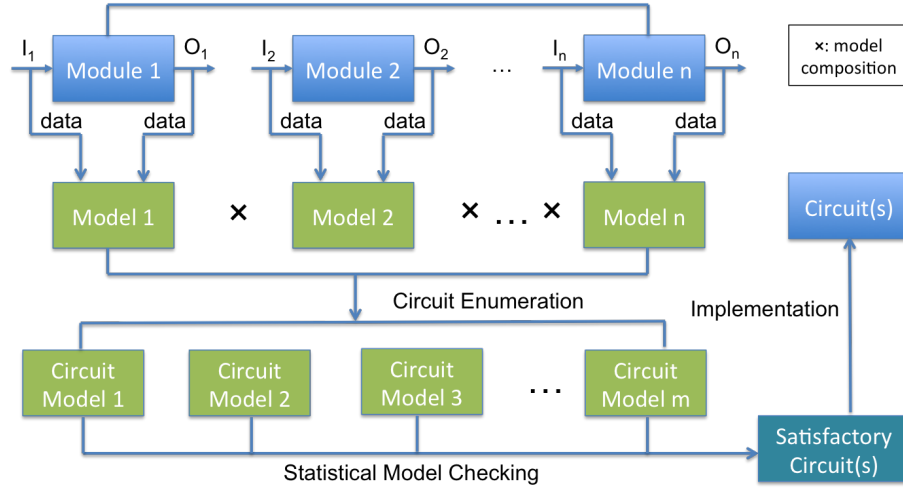 I1 Module 1 O1 I2 Module 2 O2 ... In Module n On
×: model
composition
data data data data data data
Model 1 × Model 2 × ... × Model n
Circuit(s)
Circuit Enumeration
Implementation
Circuit
Model 1
Circuit
Model 2
Circuit
Model 3
...
Circuit
Model m
Satisfactory
Circuit(s)
Statistical Model Checking